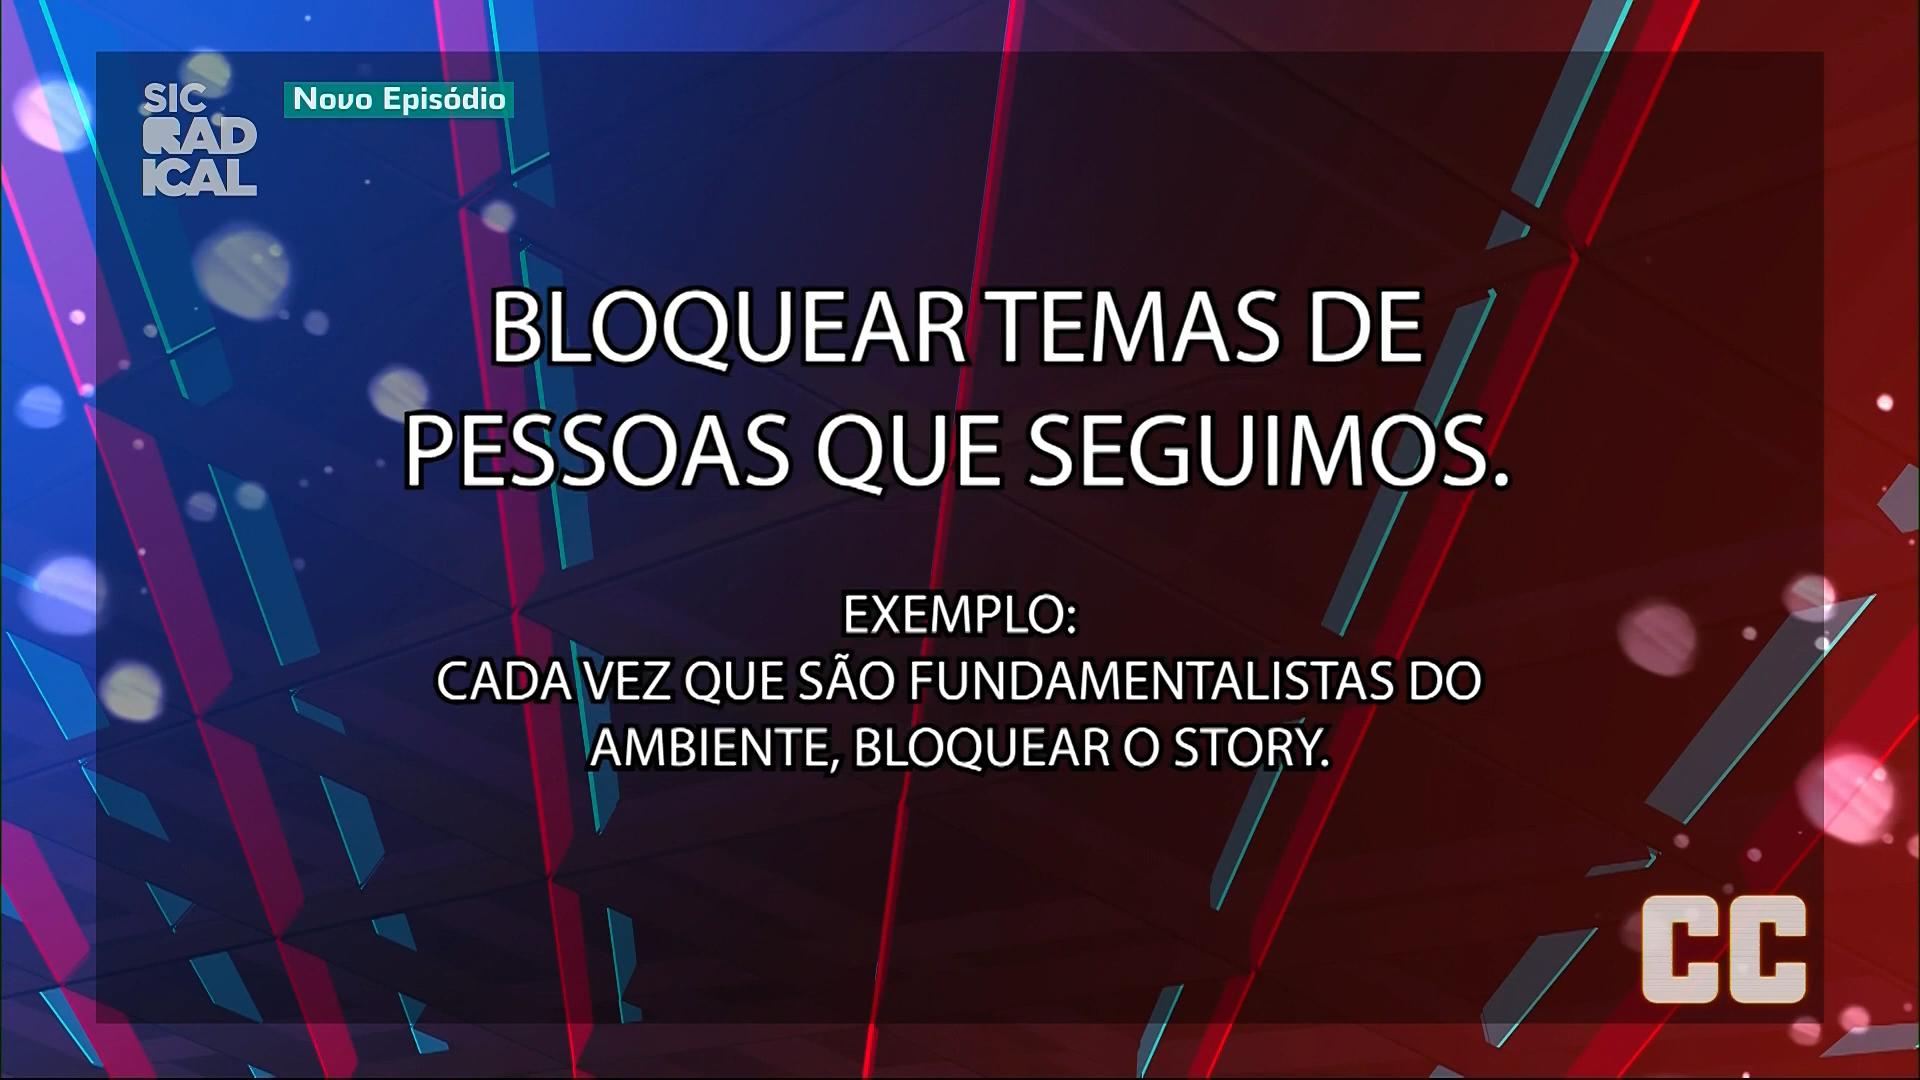 SIC
RAD
ICAL
Novo Episódio
BLOQUEAR TEMAS DE
PESSOAS QUE SEGUIMOS.
EXEMPLO:
CADA VEZ QUE SÃO FUNDAMENTALISTAS DO
AMBIENTE, BLOQUEAR O STORY.
CC